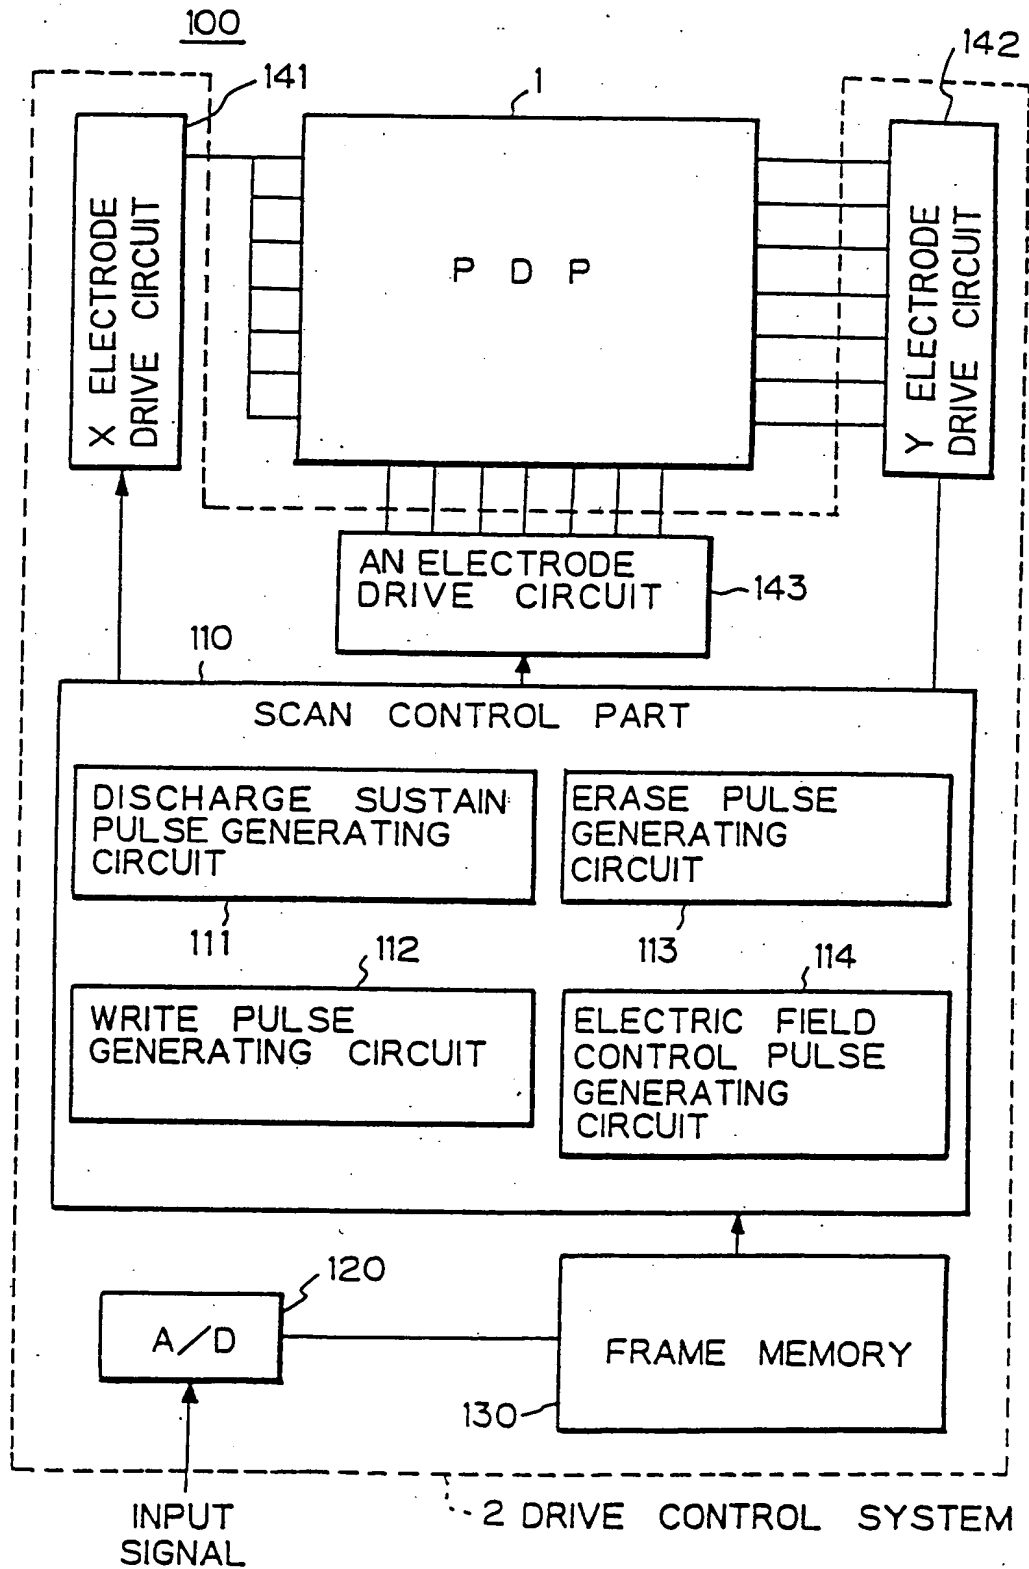 100
141
1
142
X ELECTRODE
DRIVE CIRCUIT
P D P
Y ELECTRODE
DRIVE CIRCUIT
AN ELECTRODE
DRIVE CIRCUIT
143
110
SCAN CONTROL PART
DISCHARGE SUSTAIN
PULSE GENERATING
CIRCUIT
111
ERASE PULSE
GENERATING
CIRCUIT
113
112
WRITE PULSE
GENERATING CIRCUIT
114
ELECTRIC FIELD
CONTROL PULSE
GENERATING
CIRCUIT
120
A/D
FRAME MEMORY
130
INPUT
SIGNAL
2 DRIVE CONTROL SYSTEM